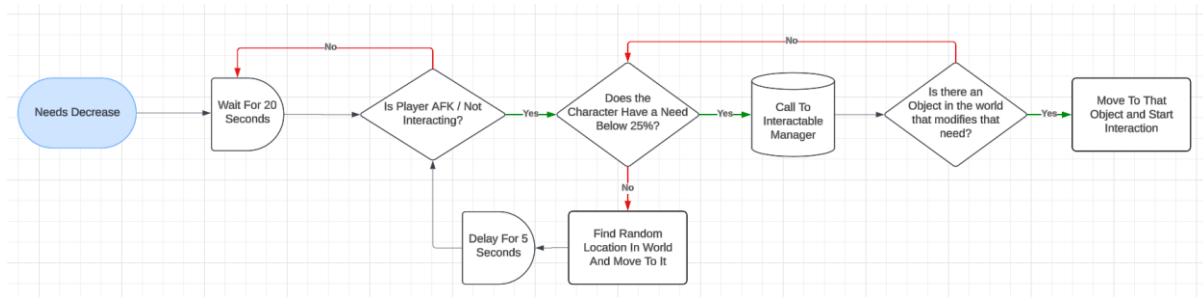 No
No
Needs Decrease
Wait For 20
Seconds
Is Player AFK / Not
Interacting?
Yes
Does the
Character Have a Need
Below 25%?
Yes
Call To
Interactable
Manager
Is there an
Object in the world
that modifies that
need?
Yes
Move To That
Object and Start
Interaction
No
Delay For 5
Seconds
Find Random
Location In World
And Move To It